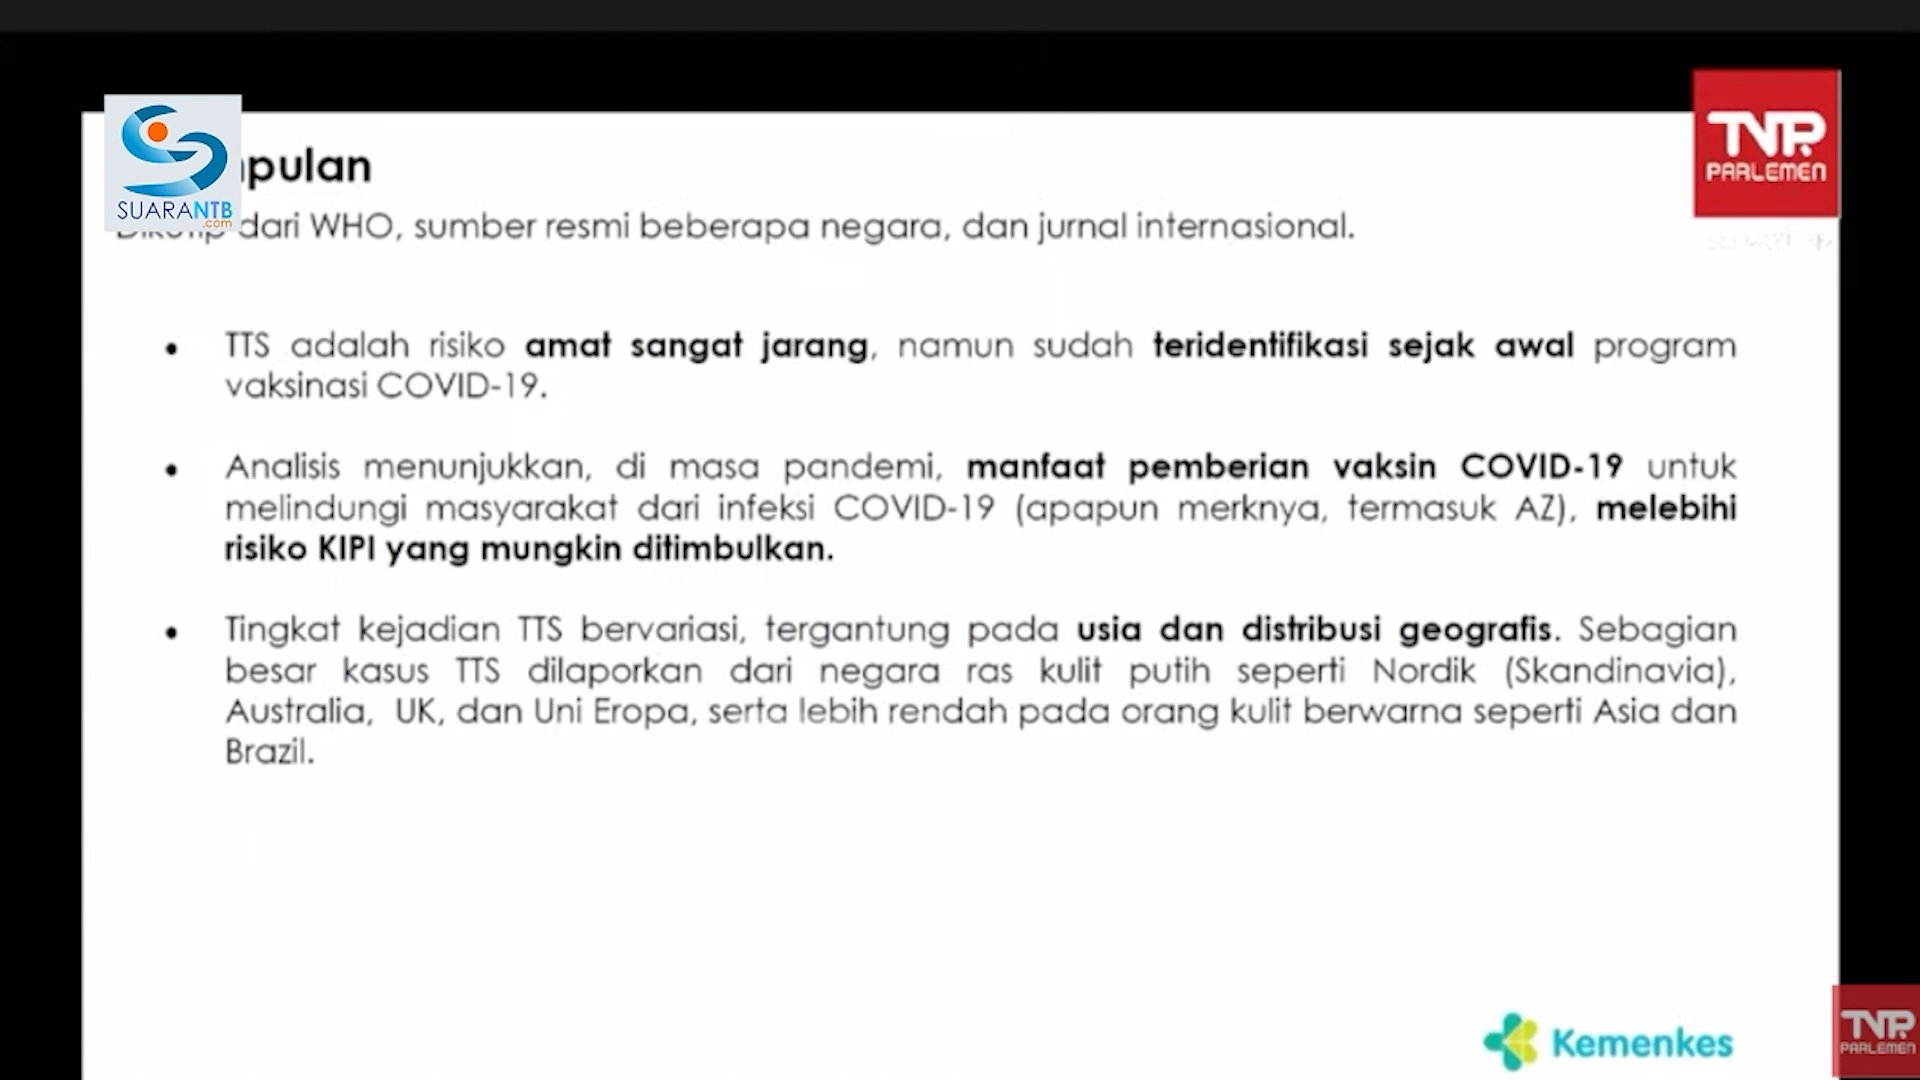 TVR
PARLEMEN
SUARANTB
.com
mpulan
Dikutip dari WHO, sumber resmi beberapa negara, dan jurnal internasional.
• TTS adalah risiko amat sangat jarang, namun sudah teridentifikasi sejak awal program
vaksinasi COVID-19.
• Analisis menunjukkan, di masa pandemi, manfaat pemberian vaksin COVID-19 untuk
melindungi masyarakat dari infeksi COVID-19 (apapun merknya, termasuk AZ), melebihi
risiko KIPI yang mungkin ditimbulkan.
• Tingkat kejadian TTS bervariasi, tergantung pada usia dan distribusi geografis. Sebagian
besar kasus TTS dilaporkan dari negara ras kulit putih seperti Nordik (Skandinavia),
Australia, UK, dan Uni Eropa, serta lebih rendah pada orang kulit berwarna seperti Asia dan
Brazil.
Kemenkes
TVR
PARLEMEN